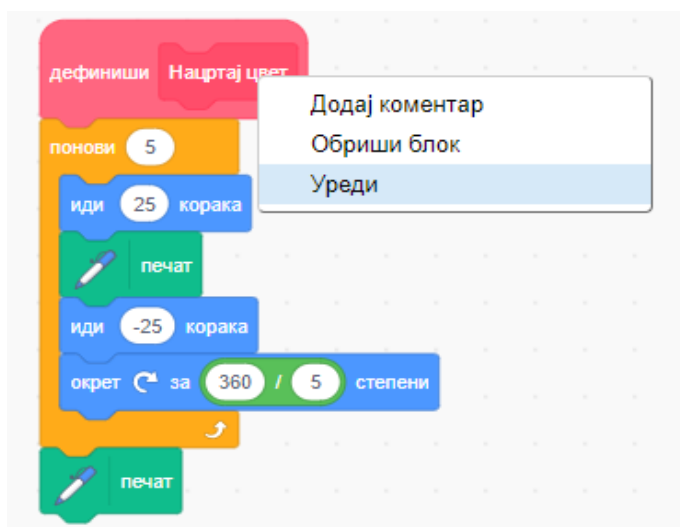 дефиниши Нацртај цвет
Додај коментар
Обриши блок
Уреди
понови 5
иди 25 корака
печат
иди -25 корака
окрет за 360 / 5 степени
печат